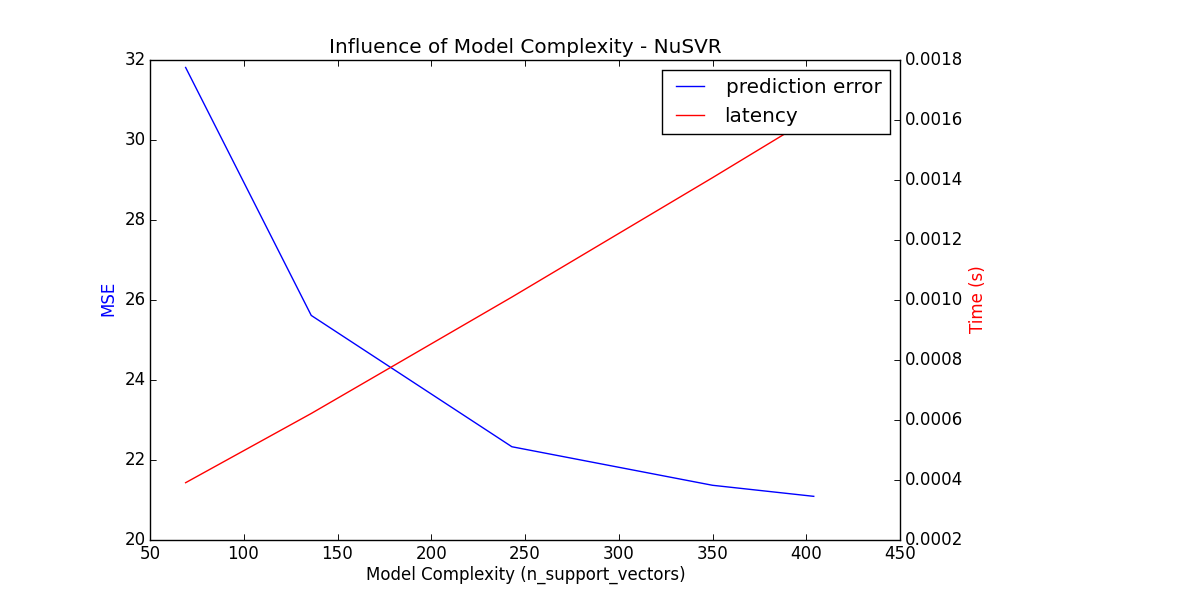 Influence of Model Complexity - NuSVR
prediction error
latency
32
30
28
26
24
22
20
MSE
0.0018
0.0016
0.0014
0.0012
0.0010
0.0008
0.0006
0.0004
0.0002
Time (s)
50 100 150 200 250 300 350 400 450
Model Complexity (n_support_vectors)